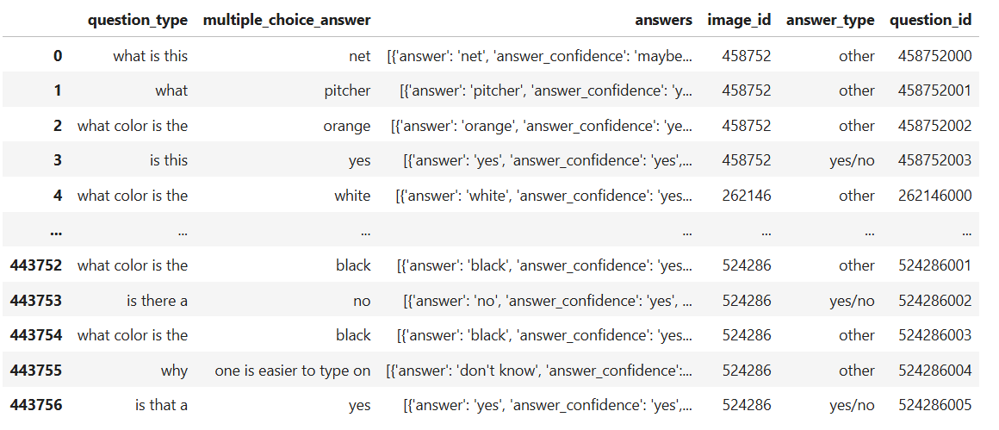 question_type multiple_choice_answer answers image_id answer_type question_id
0 what is this net [{'answer': 'net', 'answer_confidence': 'maybe... 458752 other 458752000
1 what pitcher [{'answer': 'pitcher', 'answer_confidence': 'y... 458752 other 458752001
2 what color is the orange [{'answer': 'orange', 'answer_confidence': 'ye... 458752 other 458752002
3 is this yes [{'answer': 'yes', 'answer_confidence': 'yes',... 458752 yes/no 458752003
4 what color is the white [{'answer': 'white', 'answer_confidence': 'yes... 262146 other 262146000
... ... ... ... ... ... ...
443752 what color is the black [{'answer': 'black', 'answer_confidence': 'yes... 524286 other 524286001
443753 is there a no [{'answer': 'no', 'answer_confidence': 'yes', ... 524286 yes/no 524286002
443754 what color is the black [{'answer': 'black', 'answer_confidence': 'yes... 524286 other 524286003
443755 why one is easier to type on [{'answer': 'don't know', 'answer_confidence':... 524286 other 524286004
443756 is that a yes [{'answer': 'yes', 'answer_confidence': 'yes',... 524286 yes/no 524286005